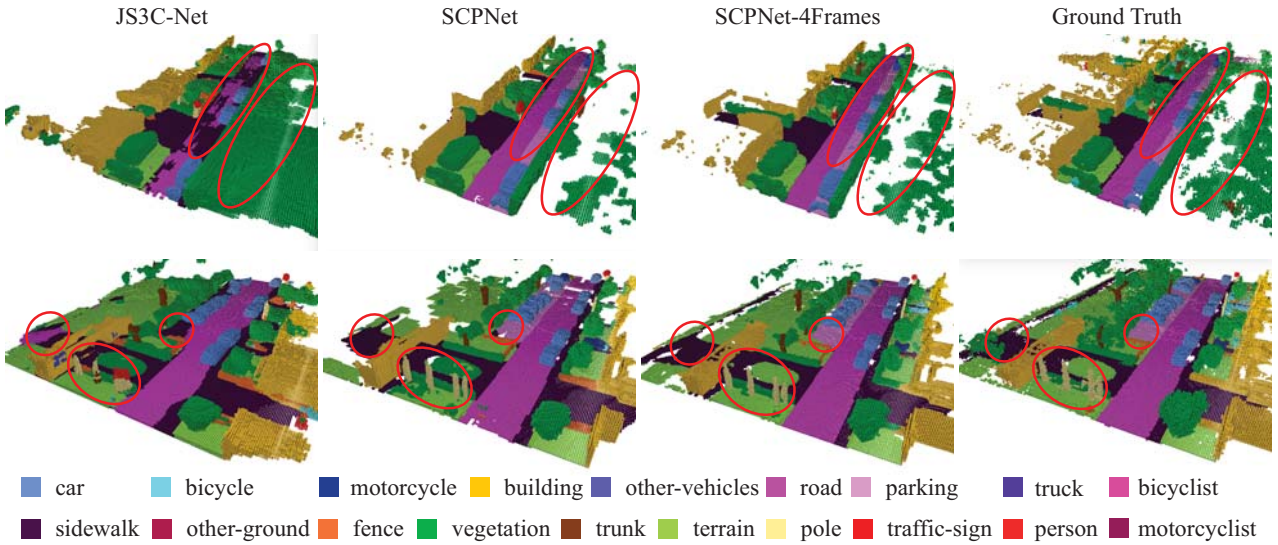 JS3C-Net SCPNet SCPNet-4Frames Ground Truth
car bicycle motorcycle building other-vehicles road parking truck bicyclist
sidewalk other-ground fence vegetation trunk terrain pole traffic-sign person motorcyclist